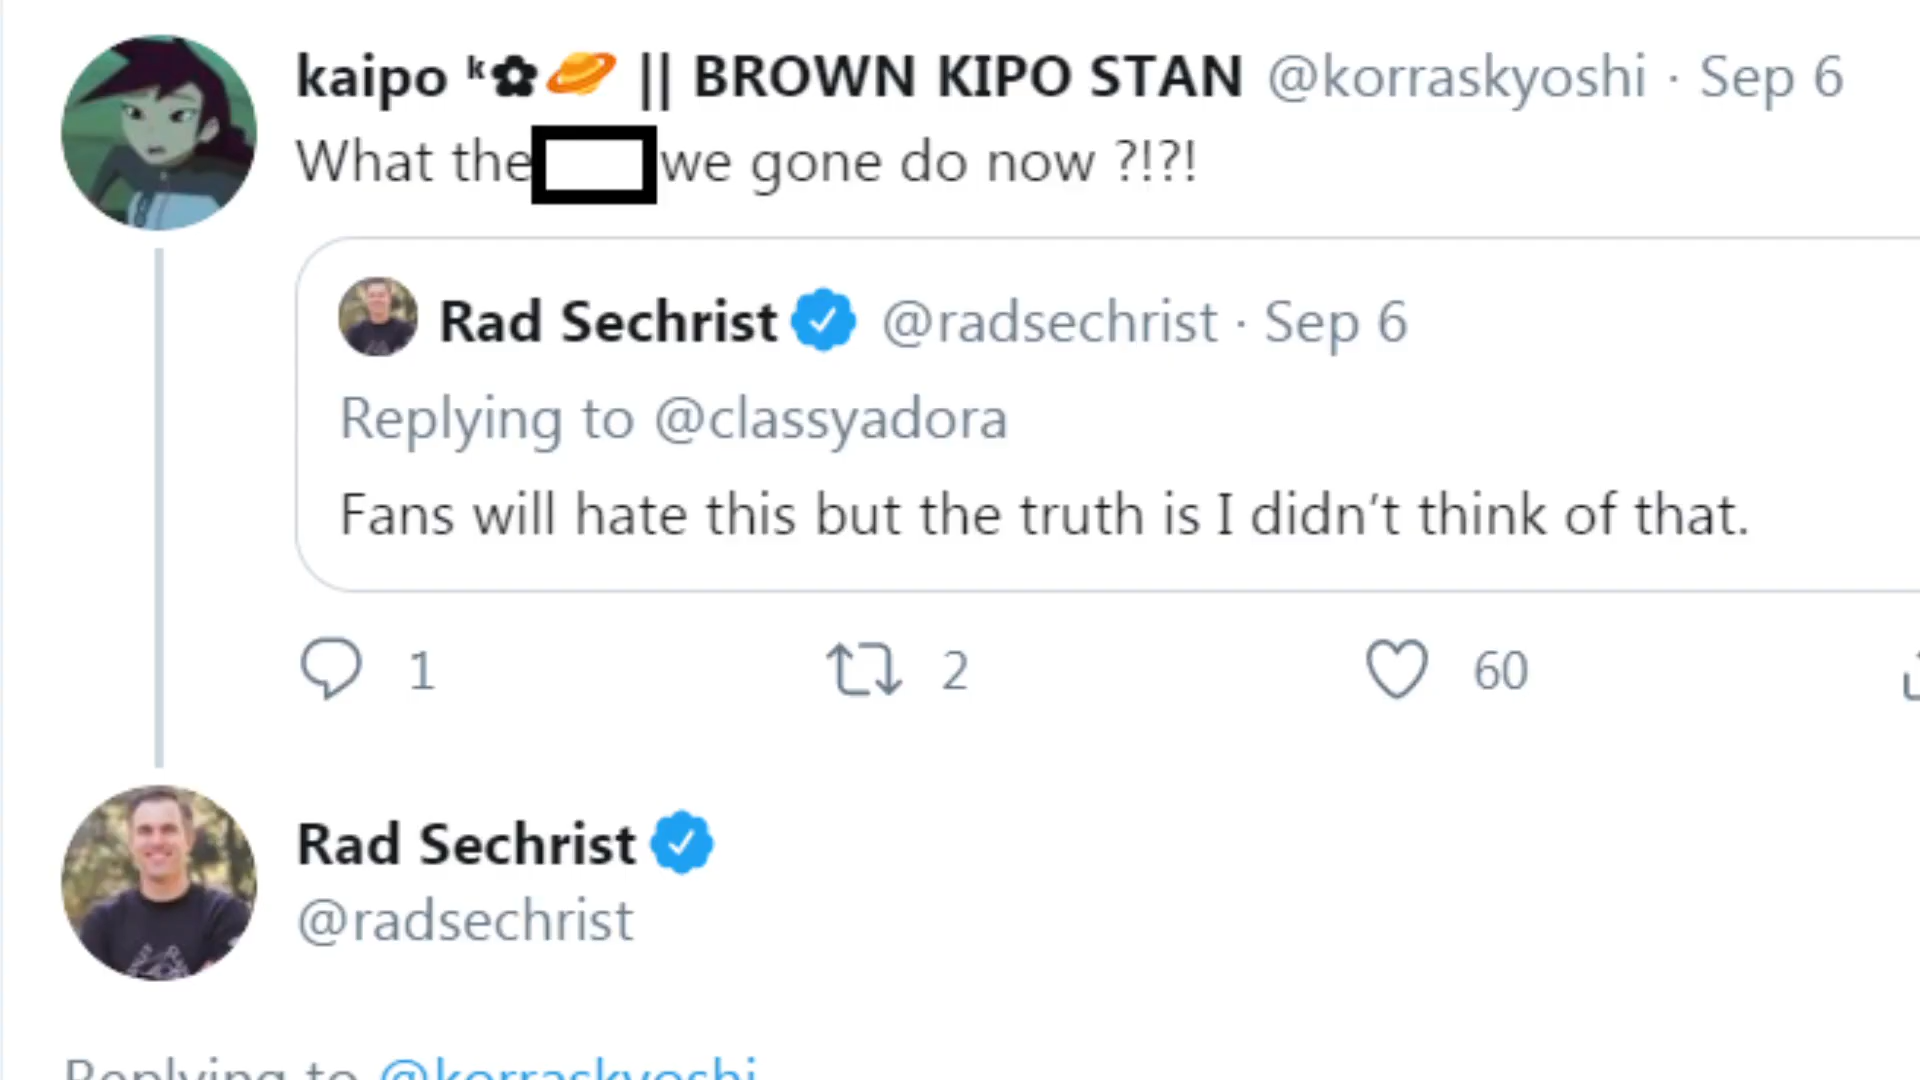 kaipo ᵏ✿🪐 || BROWN KIPO STAN @korraskyoshi · Sep 6
What the we gone do now ?!?!
Rad Sechrist @radsechrist · Sep 6
Replying to @classyadora
Fans will hate this but the truth is I didn’t think of that.
1 2 60
Rad Sechrist
@radsechrist
Replying to @korraskyoshi